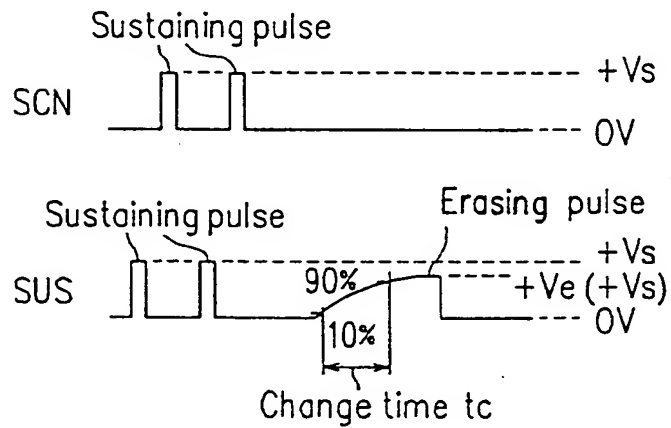 Sustaining pulse
+Vs
SCN
0V
Sustaining pulse
Erasing pulse
+Vs
SUS
90%
+Ve (+Vs)
0V
10%
Change time tc